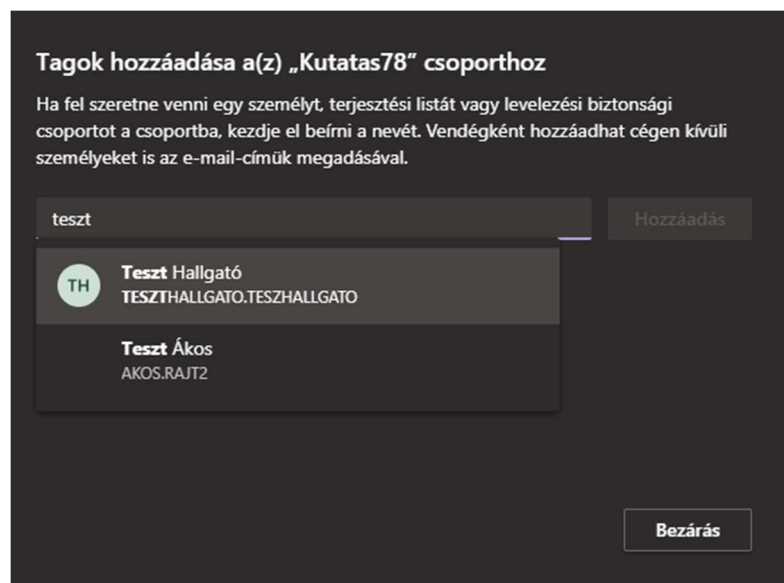 Tagok hozzáadása a(z) „Kutatas78” csoporthoz
Ha fel szeretne venni egy személyt, terjesztési listát vagy levelezési biztonsági
csoportot a csoportba, kezdje el beírni a nevét. Vendégként hozzáadhat cégen kívüli
személyeket is az e-mail-címük megadásával.
teszt
Hozzáadás
TH
Teszt Hallgató
TESZTHALLGATO.TESZHALLGATO
Teszt Ákos
AKOS.RAJT2
Bezárás